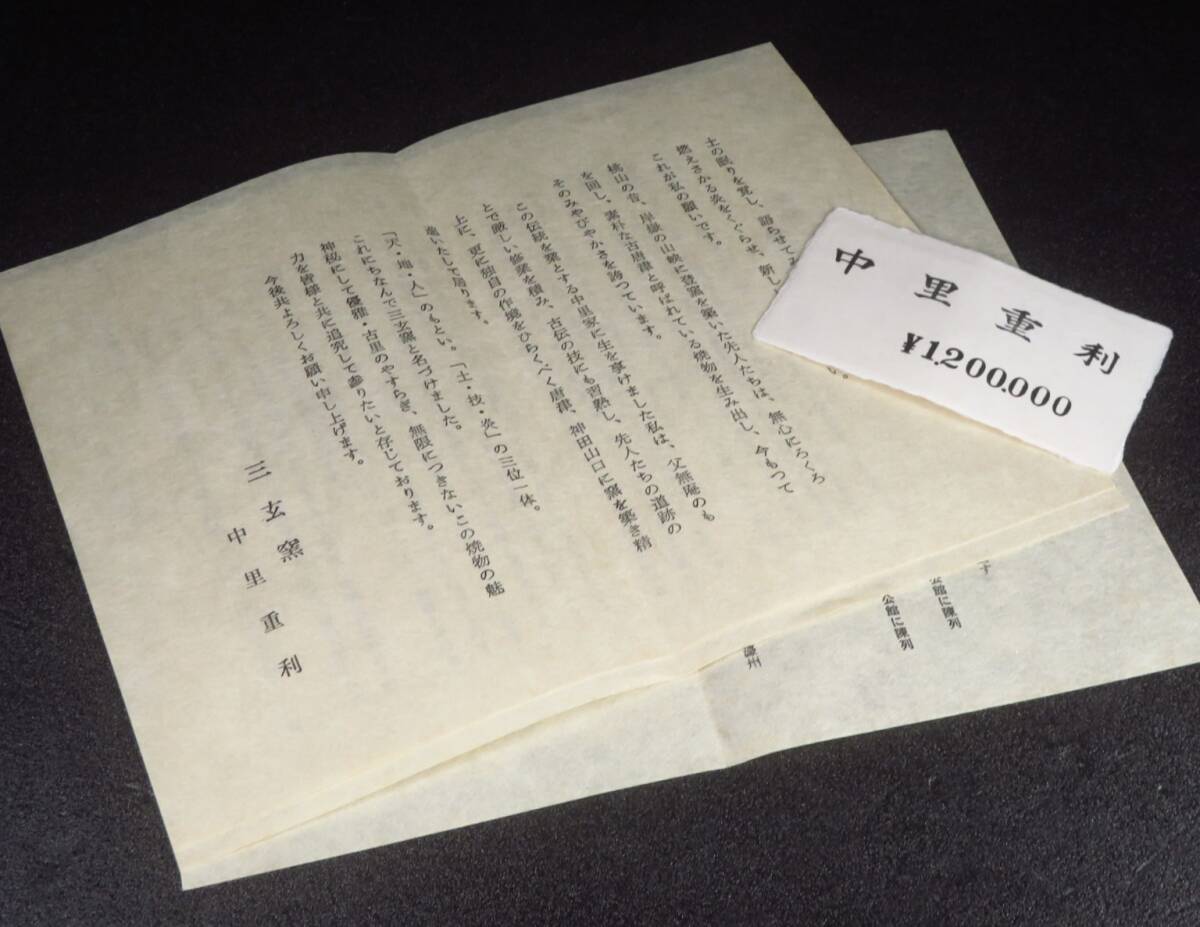 土の眠りを覚し、語らせてみ
燃えさかる炎をくぐらせ、新し
い。
これが私の願いです。
桃山の昔、岸嶽の山峡に登窯を築いた先人たちは、無心にろくろ
を回し、素朴な古唐津と呼ばれている焼物を生み出し、今もつて
そのみやびやかさを誇つています。
この伝統を業とする中里家に生を享けました私は、父無庵のも
とで厳しい修業を積み、古伝の技にも習熟し、先人たちの道跡の
上に、更に独自の作境をひらくべく唐津、神田山口に窯を築き精
進いたして居ります。
「天・地・人」のもとい。「土・技・炎」の三位一体。
これにちなんで三玄窯と名づけました。
神秘にして優雅・古里のやすらぎ、無限につきないこの焼物の魅
力を皆様と共に追究して参りたいと存じております。
今後共よろしくお願い申し上げます。
三玄窯
中里重利
中里重利
¥1,200,000
公館に陳列
公館に陳列
濠州